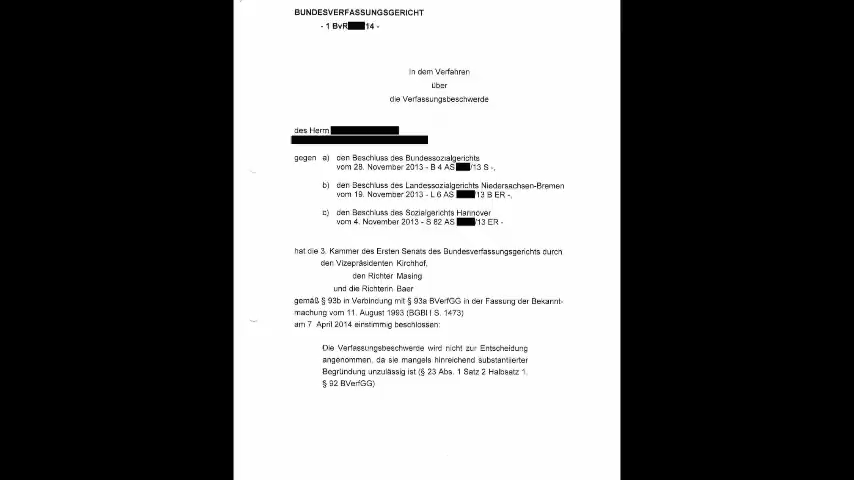 BUNDESVERFASSUNGSGERICHT
- 1 BvR 14 -
In dem Verfahren
über
die Verfassungsbeschwerde
des Herrn
gegen a) den Beschluss des Bundessozialgerichts
vom 28. November 2013 - B 4 AS /13 S -,
b) den Beschluss des Landessozialgerichts Niedersachsen-Bremen
vom 19. November 2013 - L 6 AS /13 B ER -,
c) den Beschluss des Sozialgerichts Hannover
vom 4. November 2013 - S 82 AS /13 ER -
hat die 3. Kammer des Ersten Senats des Bundesverfassungsgerichts durch
den Vizepräsidenten Kirchhof,
den Richter Masing
und die Richterin Baer
gemäß § 93b in Verbindung mit § 93a BVerfGG in der Fassung der Bekannt-
machung vom 11. August 1993 (BGBl I S. 1473)
am 7. April 2014 einstimmig beschlossen:
Die Verfassungsbeschwerde wird nicht zur Entscheidung
angenommen, da sie mangels hinreichend substantiierter
Begründung unzulässig ist (§ 23 Abs. 1 Satz 2 Halbsatz 1,
§ 92 BVerfGG)